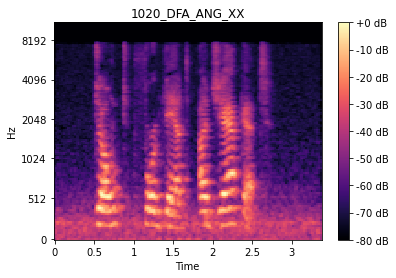 1020_DFA_ANG_XX
+0 dB
8192
-10 dB
-20 dB
4096
-30 dB
Hz
2048
-40 dB
1024
-50 dB
-60 dB
512
-70 dB
0
-80 dB
0 0.5 1 1.5 2 2.5 3
Time